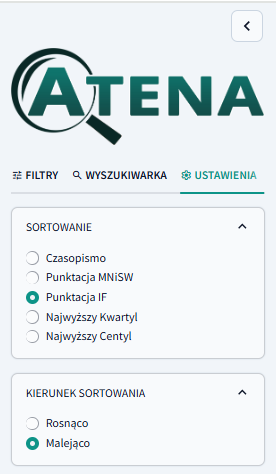 ATENA
FILTRY WYSZUKIWARKA USTAWIENIA
SORTOWANIE
Czasopismo
Punktacja MNiSW
Punktacja IF
Najwyższy Kwartyl
Najwyższy Centyl
KIERUNEK SORTOWANIA
Rosnąco
Malejąco